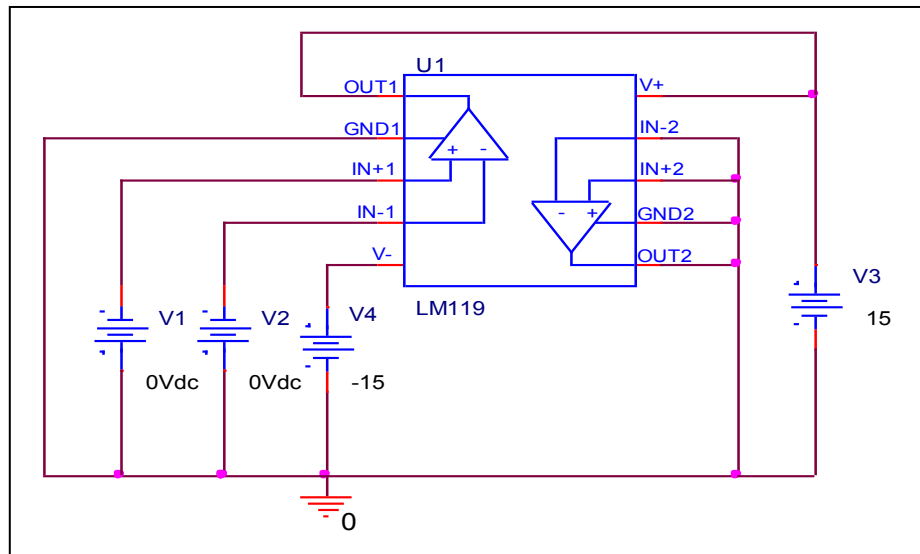 U1
OUT1
V+
GND1
IN-2
+ -
IN+1
IN+2
IN-1
- +
GND2
V-
OUT2
V3
LM119
V1
V2
V4
15
0Vdc
0Vdc
-15
0